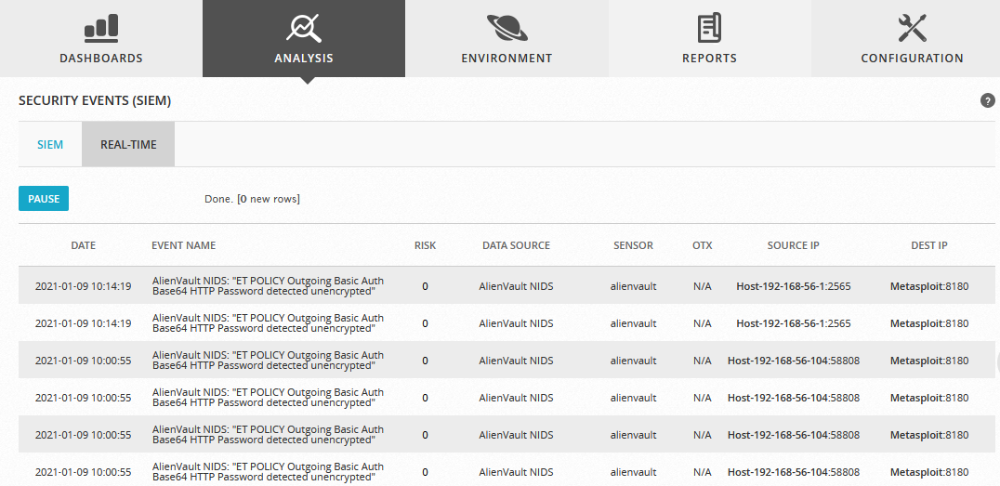 DASHBOARDS ANALYSIS ENVIRONMENT REPORTS CONFIGURATION
SECURITY EVENTS (SIEM) ?
SIEM REAL-TIME
PAUSE Done. [0 new rows]
DATE EVENT NAME RISK DATA SOURCE SENSOR OTX SOURCE IP DEST IP
2021-01-09 10:14:19 AlienVault NIDS: "ET POLICY Outgoing Basic Auth
Base64 HTTP Password detected unencrypted" 0 AlienVault NIDS alienvault N/A Host-192-168-56-1:2565 Metasploit:8180
2021-01-09 10:14:19 AlienVault NIDS: "ET POLICY Outgoing Basic Auth
Base64 HTTP Password detected unencrypted" 0 AlienVault NIDS alienvault N/A Host-192-168-56-1:2565 Metasploit:8180
2021-01-09 10:00:55 AlienVault NIDS: "ET POLICY Outgoing Basic Auth
Base64 HTTP Password detected unencrypted" 0 AlienVault NIDS alienvault N/A Host-192-168-56-104:58808 Metasploit:8180
2021-01-09 10:00:55 AlienVault NIDS: "ET POLICY Outgoing Basic Auth
Base64 HTTP Password detected unencrypted" 0 AlienVault NIDS alienvault N/A Host-192-168-56-104:58808 Metasploit:8180
2021-01-09 10:00:55 AlienVault NIDS: "ET POLICY Outgoing Basic Auth
Base64 HTTP Password detected unencrypted" 0 AlienVault NIDS alienvault N/A Host-192-168-56-104:58808 Metasploit:8180
2021-01-09 10:00:55 AlienVault NIDS: "ET POLICY Outgoing Basic Auth
Base64 HTTP Password detected unencrypted" 0 AlienVault NIDS alienvault N/A Host-192-168-56-104:58808 Metasploit:8180